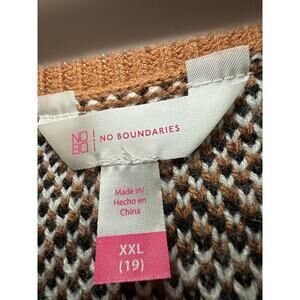 NO
BO
NO BOUNDARIES
Made in/
Hecho en
China
XXL
(19)